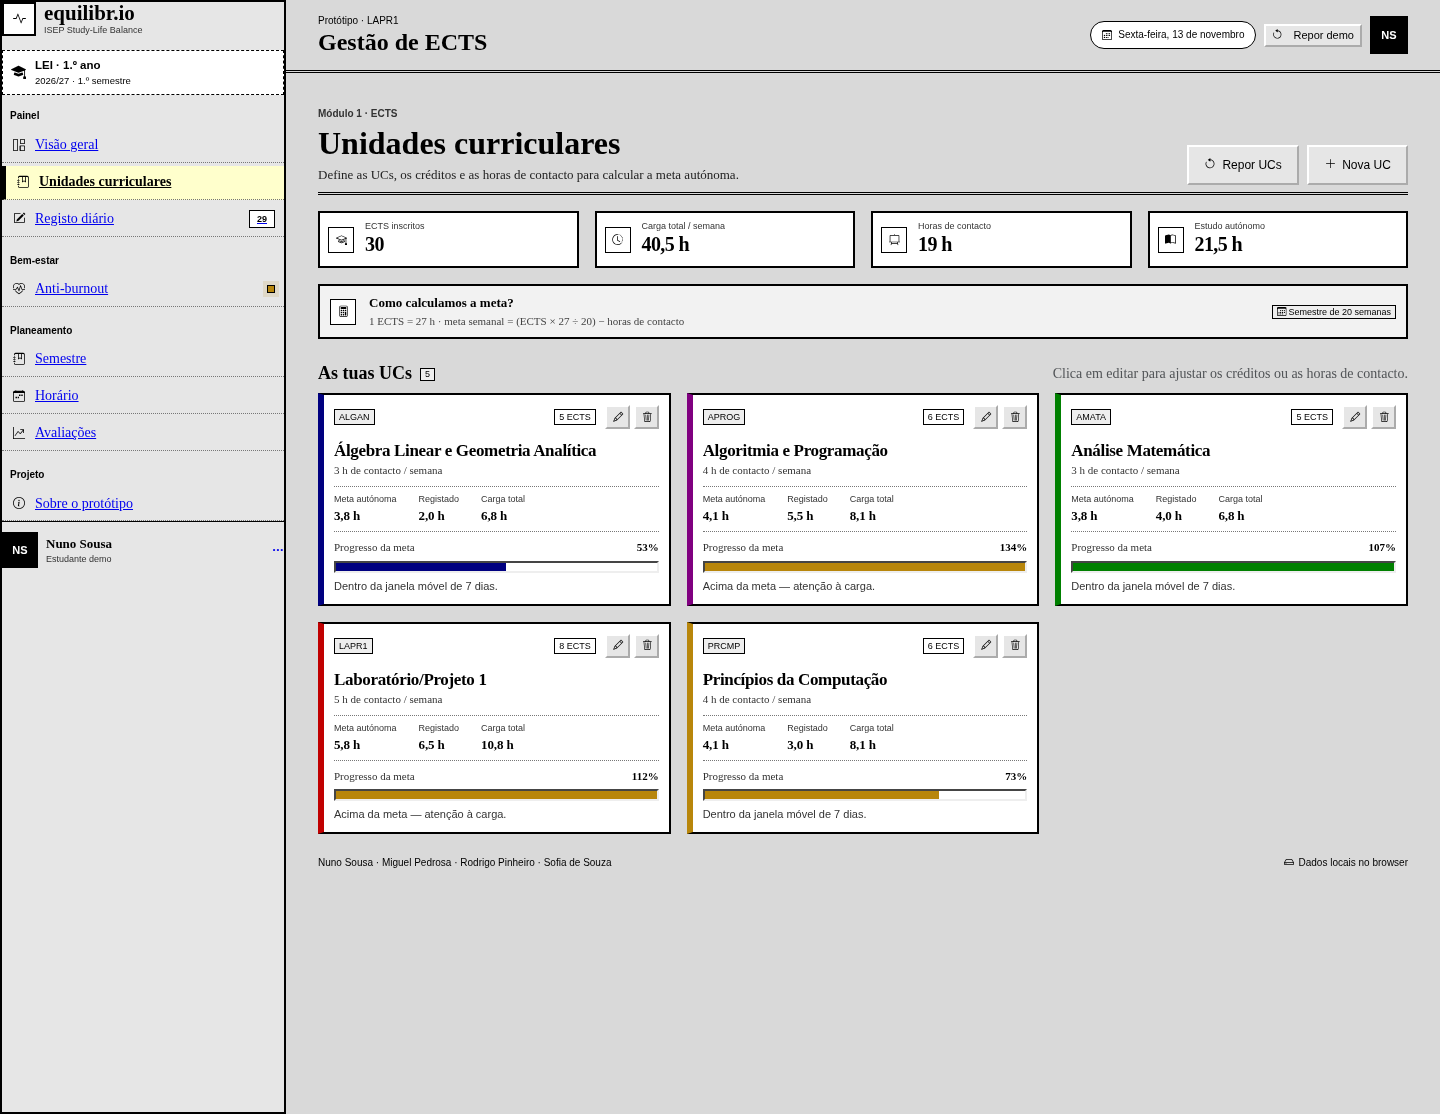 equilibr.io
ISEP Study-Life Balance
LEI · 1.º ano
2026/27 · 1.º semestre
Painel
Visão geral
Unidades curriculares
Registo diário
29
Bem-estar
Anti-burnout
Planeamento
Semestre
Horário
Avaliações
Projeto
Sobre o protótipo
NS
Nuno Sousa
Estudante demo
Protótipo · LAPR1
Gestão de ECTS
Sexta-feira, 13 de novembro
Repor demo
NS
Módulo 1 · ECTS
Unidades curriculares
Define as UCs, os créditos e as horas de contacto para calcular a meta autónoma.
Repor UCs
Nova UC
ECTS inscritos
30
Carga total / semana
40,5 h
Horas de contacto
19 h
Estudo autónomo
21,5 h
Como calculamos a meta?
1 ECTS = 27 h · meta semanal = (ECTS × 27 ÷ 20) − horas de contacto
Semestre de 20 semanas
As tuas UCs 5
Clica em editar para ajustar os créditos ou as horas de contacto.
ALGAN 5 ECTS
Álgebra Linear e Geometria Analítica
3 h de contacto / semana
Meta autónoma Registado Carga total
3,8 h 2,0 h 6,8 h
Progresso da meta 53%
Dentro da janela móvel de 7 dias.
APROG 6 ECTS
Algoritmia e Programação
4 h de contacto / semana
Meta autónoma Registado Carga total
4,1 h 5,5 h 8,1 h
Progresso da meta 134%
Acima da meta — atenção à carga.
AMATA 5 ECTS
Análise Matemática
3 h de contacto / semana
Meta autónoma Registado Carga total
3,8 h 4,0 h 6,8 h
Progresso da meta 107%
Dentro da janela móvel de 7 dias.
LAPR1 8 ECTS
Laboratório/Projeto 1
5 h de contacto / semana
Meta autónoma Registado Carga total
5,8 h 6,5 h 10,8 h
Progresso da meta 112%
Acima da meta — atenção à carga.
PRCMP 6 ECTS
Princípios da Computação
4 h de contacto / semana
Meta autónoma Registado Carga total
4,1 h 3,0 h 8,1 h
Progresso da meta 73%
Dentro da janela móvel de 7 dias.
Nuno Sousa · Miguel Pedrosa · Rodrigo Pinheiro · Sofia de Souza
Dados locais no browser